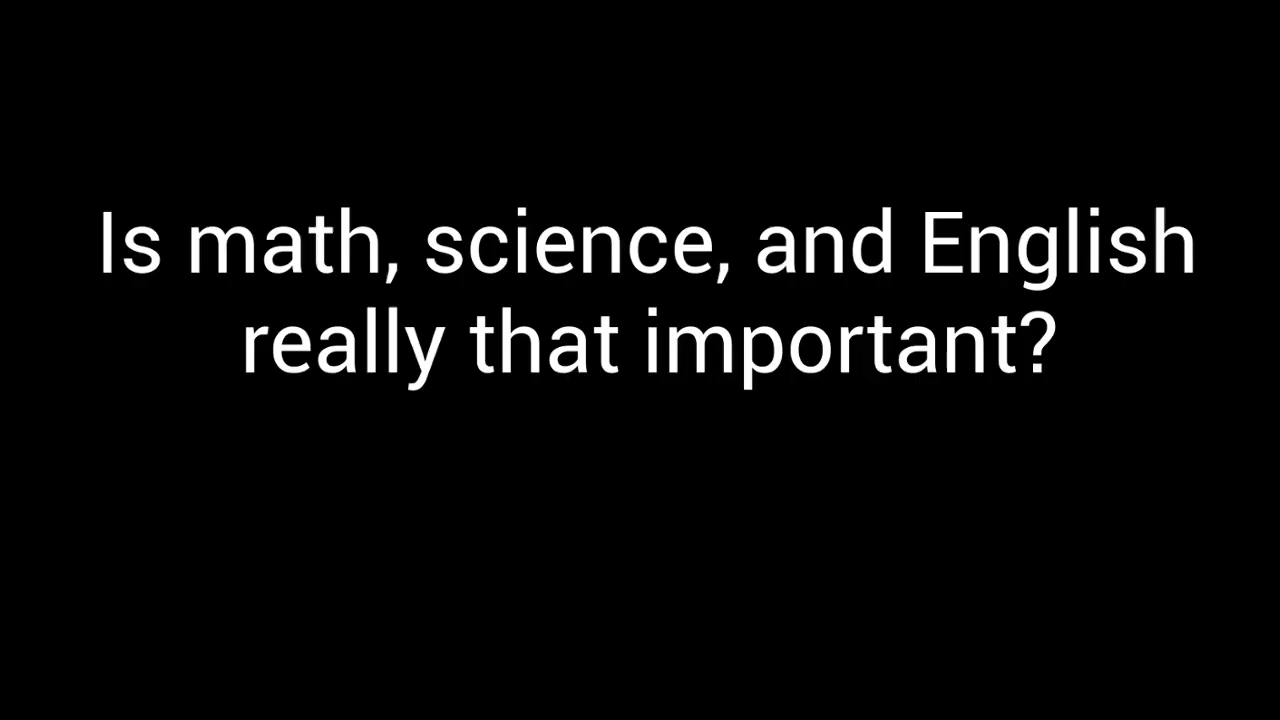 Is math, science, and English
really that important?